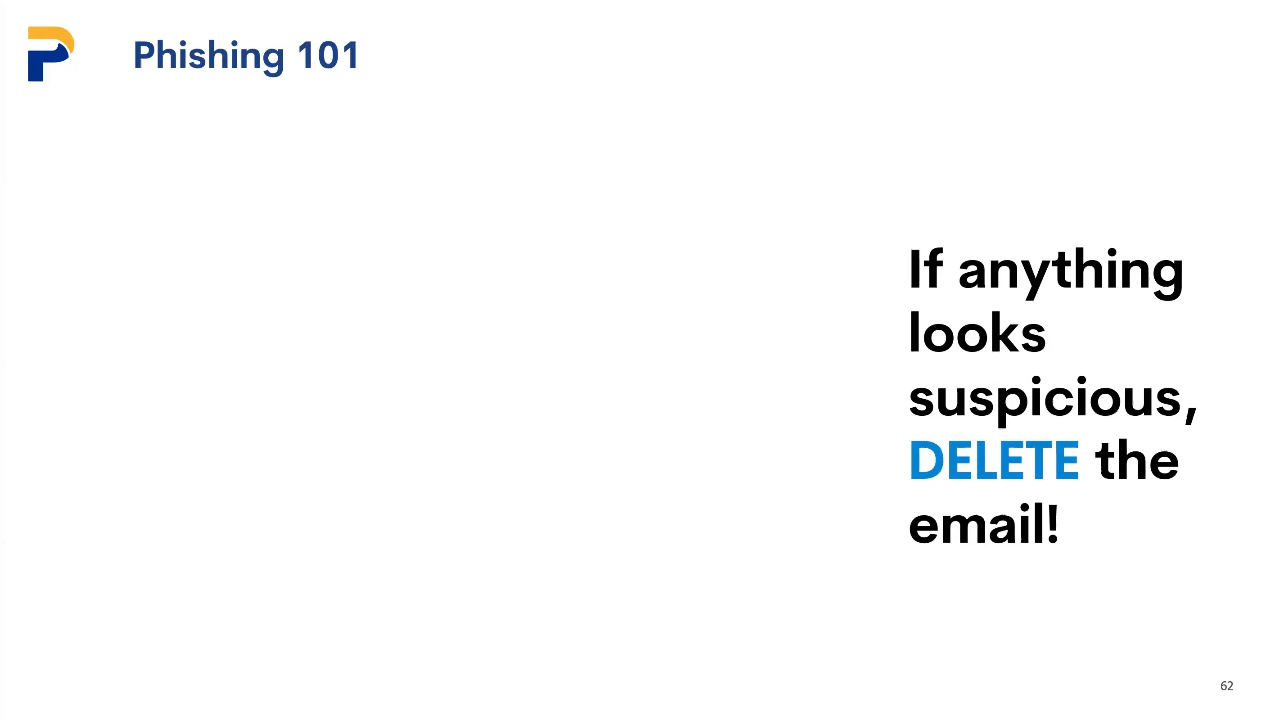 Phishing 101
If anything
looks
suspicious,
DELETE the
email!
62